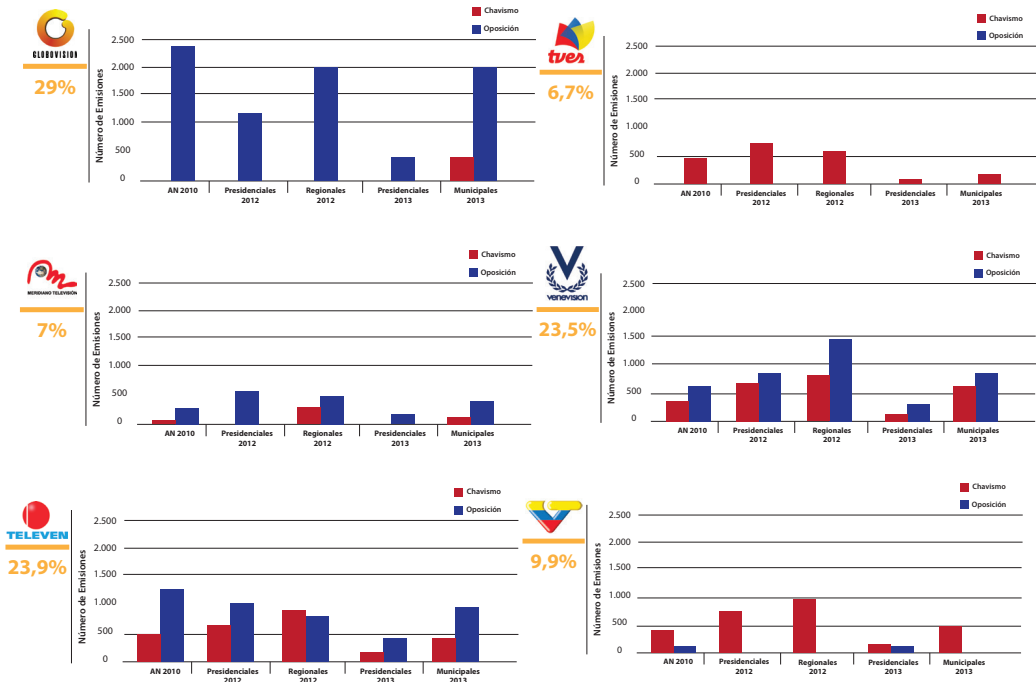 Chavismo
Oposición
GLOBOVISION
29%
Número de Emisiones
2.500
2.000
1.500
1.000
500
0
AN 2010
Presidenciales
2012
Regionales
2012
Presidenciales
2013
Municipales
2013
Chavismo
Oposición
tves
6,7%
Número de Emisiones
2.500
2.000
1.500
1.000
500
0
AN 2010
Presidenciales
2012
Regionales
2012
Presidenciales
2013
Municipales
2013
Chavismo
Oposición
MERIDIANO TELEVISIÓN
7%
Número de Emisiones
2.500
2.000
1.500
1.000
500
0
AN 2010
Presidenciales
2012
Regionales
2012
Presidenciales
2013
Municipales
2013
Chavismo
Oposición
venevision
23,5%
Número de Emisiones
2.500
2.000
1.500
1.000
500
0
AN 2010
Presidenciales
2012
Regionales
2012
Presidenciales
2013
Municipales
2013
Chavismo
Oposición
TELEVEN
23,9%
Número de Emisiones
2.500
2.000
1.500
1.000
500
0
AN 2010
Presidenciales
2012
Regionales
2012
Presidenciales
2013
Municipales
2013
Chavismo
Oposición
9,9%
Número de Emisiones
2.500
2.000
1.500
1.000
500
0
AN 2010
Presidenciales
2012
Regionales
2012
Presidenciales
2013
Municipales
2013